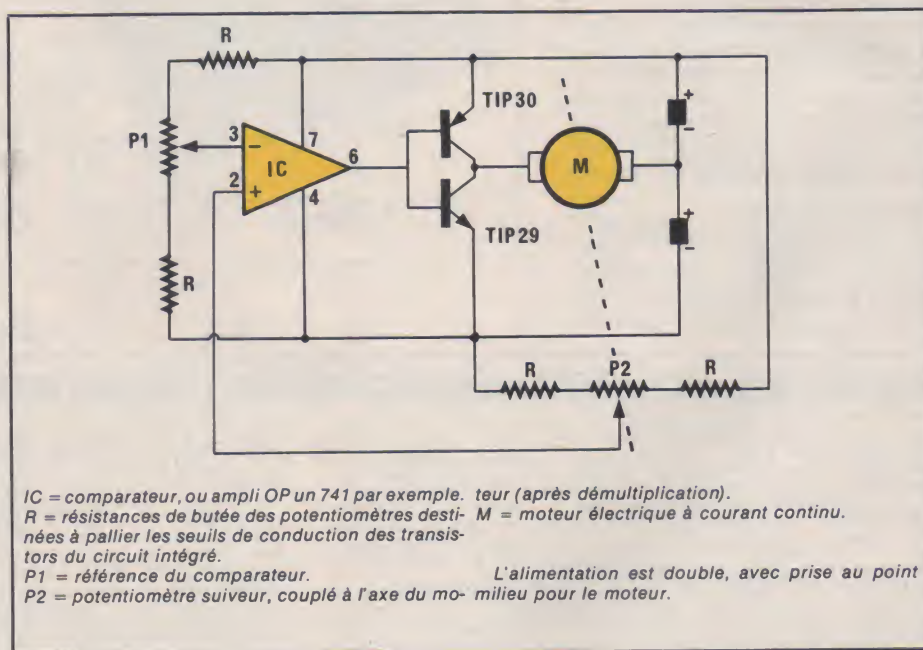 R
TIP30
+
P1
3
−
7
−
IC
6
M
2
+
4
+
TIP29
−
R
R
P2
R
IC = comparateur, ou ampli OP un 741 par exemple.
R = résistances de butée des potentiomètres desti-
nées à pallier les seuils de conduction des transis-
tors du circuit intégré.
P1 = référence du comparateur.
P2 = potentiomètre suiveur, couplé à l'axe du mo-
teur (après démultiplication).
M = moteur électrique à courant continu.
L'alimentation est double, avec prise au point
milieu pour le moteur.